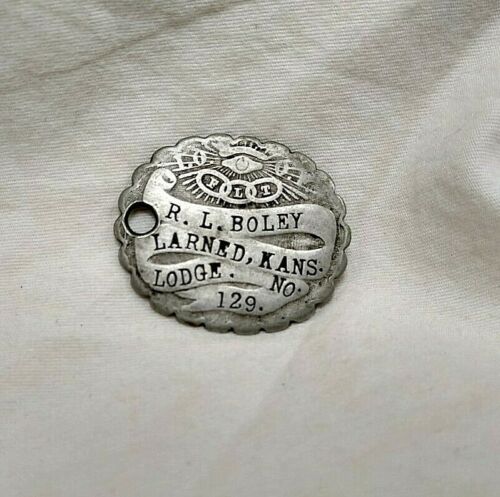 I.O. O.F.
F L T
R. L. BOLEY
LARNED, KANS.
LODGE. NO.
129.